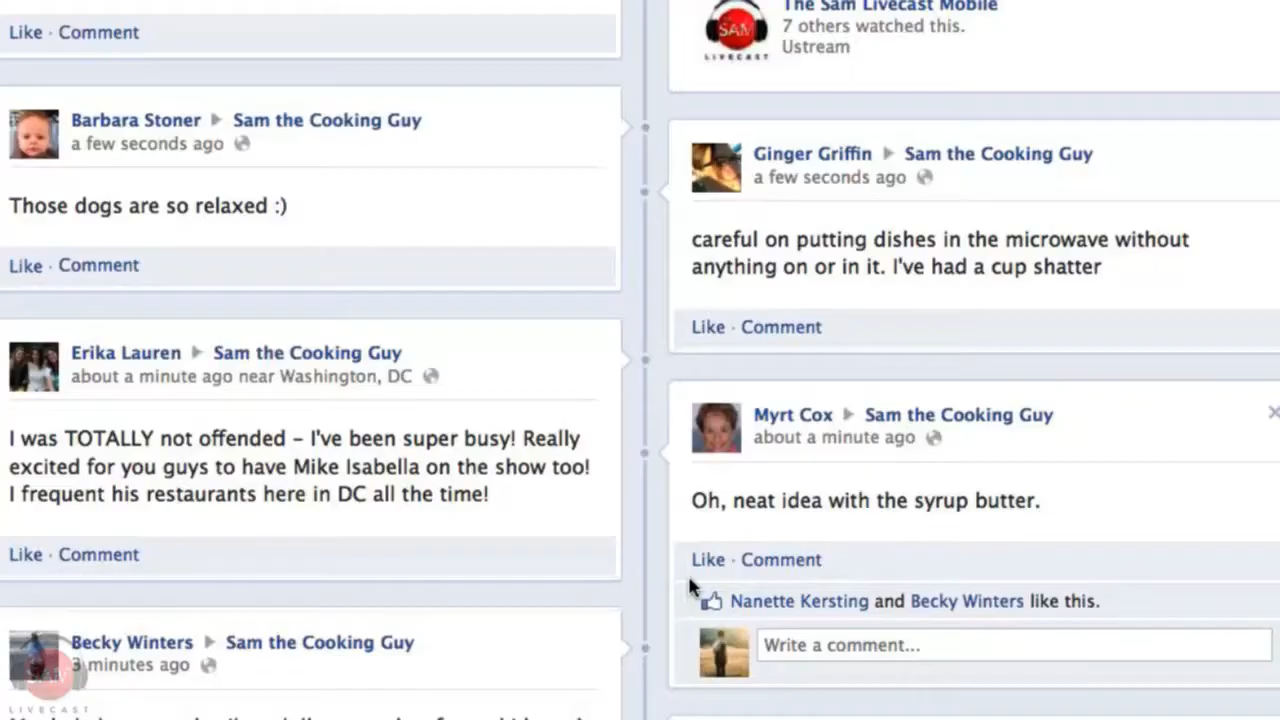 Like · Comment
Barbara Stoner ▶ Sam the Cooking Guy
a few seconds ago
Those dogs are so relaxed :)
Like · Comment
Erika Lauren ▶ Sam the Cooking Guy
about a minute ago near Washington, DC
I was TOTALLY not offended – I've been super busy! Really
excited for you guys to have Mike Isabella on the show too!
I frequent his restaurants here in DC all the time!
Like · Comment
Becky Winters ▶ Sam the Cooking Guy
3 minutes ago
LIVECAST
The Sam Livecast Mobile
7 others watched this.
Ustream
SAM
LIVECAST
Ginger Griffin ▶ Sam the Cooking Guy
a few seconds ago
careful on putting dishes in the microwave without
anything on or in it. I've had a cup shatter
Like · Comment
Myrt Cox ▶ Sam the Cooking Guy
about a minute ago
Oh, neat idea with the syrup butter.
Like · Comment
Nanette Kersting and Becky Winters like this.
Write a comment...